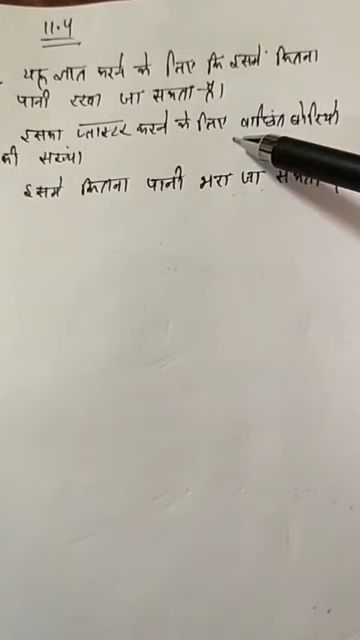 11.4
यह ज्ञात करने के लिए कि इसमें कितना
पानी रखा जा सकता है।
इसका प्लास्टर करने के लिए वांछित बोरियो
की संख्या
इसमें कितना पानी भरा जा सकता